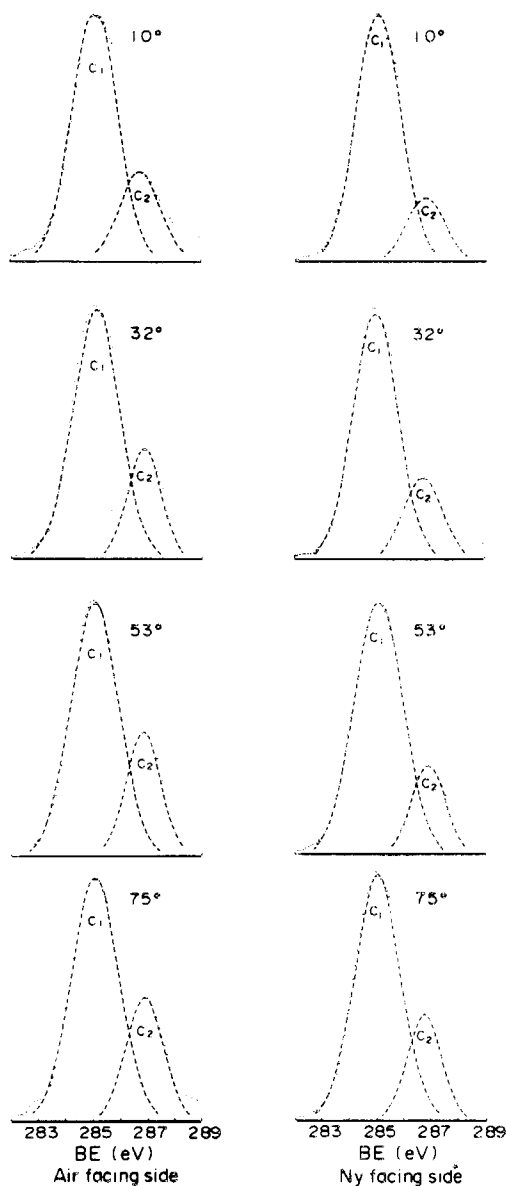 10°
C1
C2
10°
C1
C2
32°
C1
C2
32°
C1
C2
53°
C1
C2
53°
C1
C2
75°
C1
C2
75°
C1
C2
283 285 287 289
BE (eV)
Air facing side
283 285 287 289
BE (eV)
Ny facing side